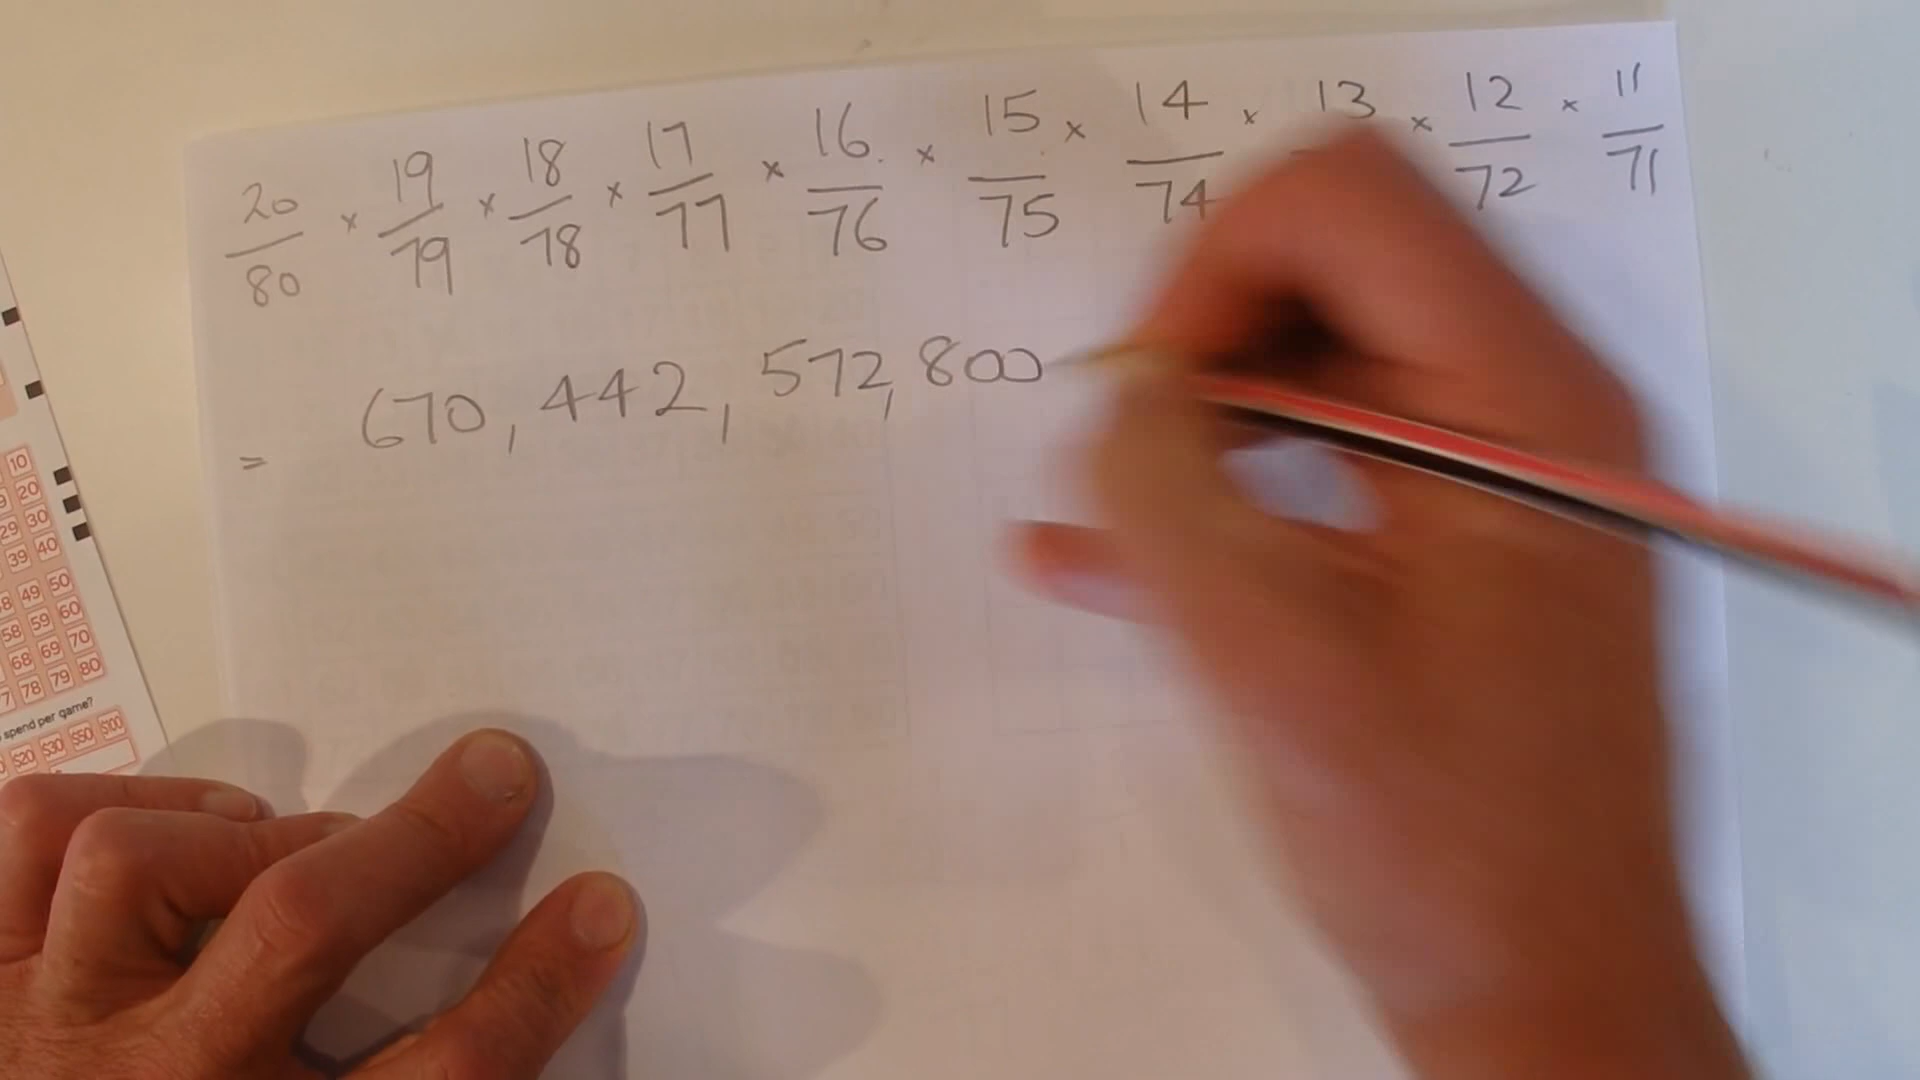 20/80 × 19/79 × 18/78 × 17/77 × 16/76 × 15/75 × 14/74 × 13 × 12/72 × 11/71
= 670,442,572,800
10
20
29 30
39 40
49 50
58 59 60
68 69 70
78 79 80
spend per game?
$20 $30 $50 $100